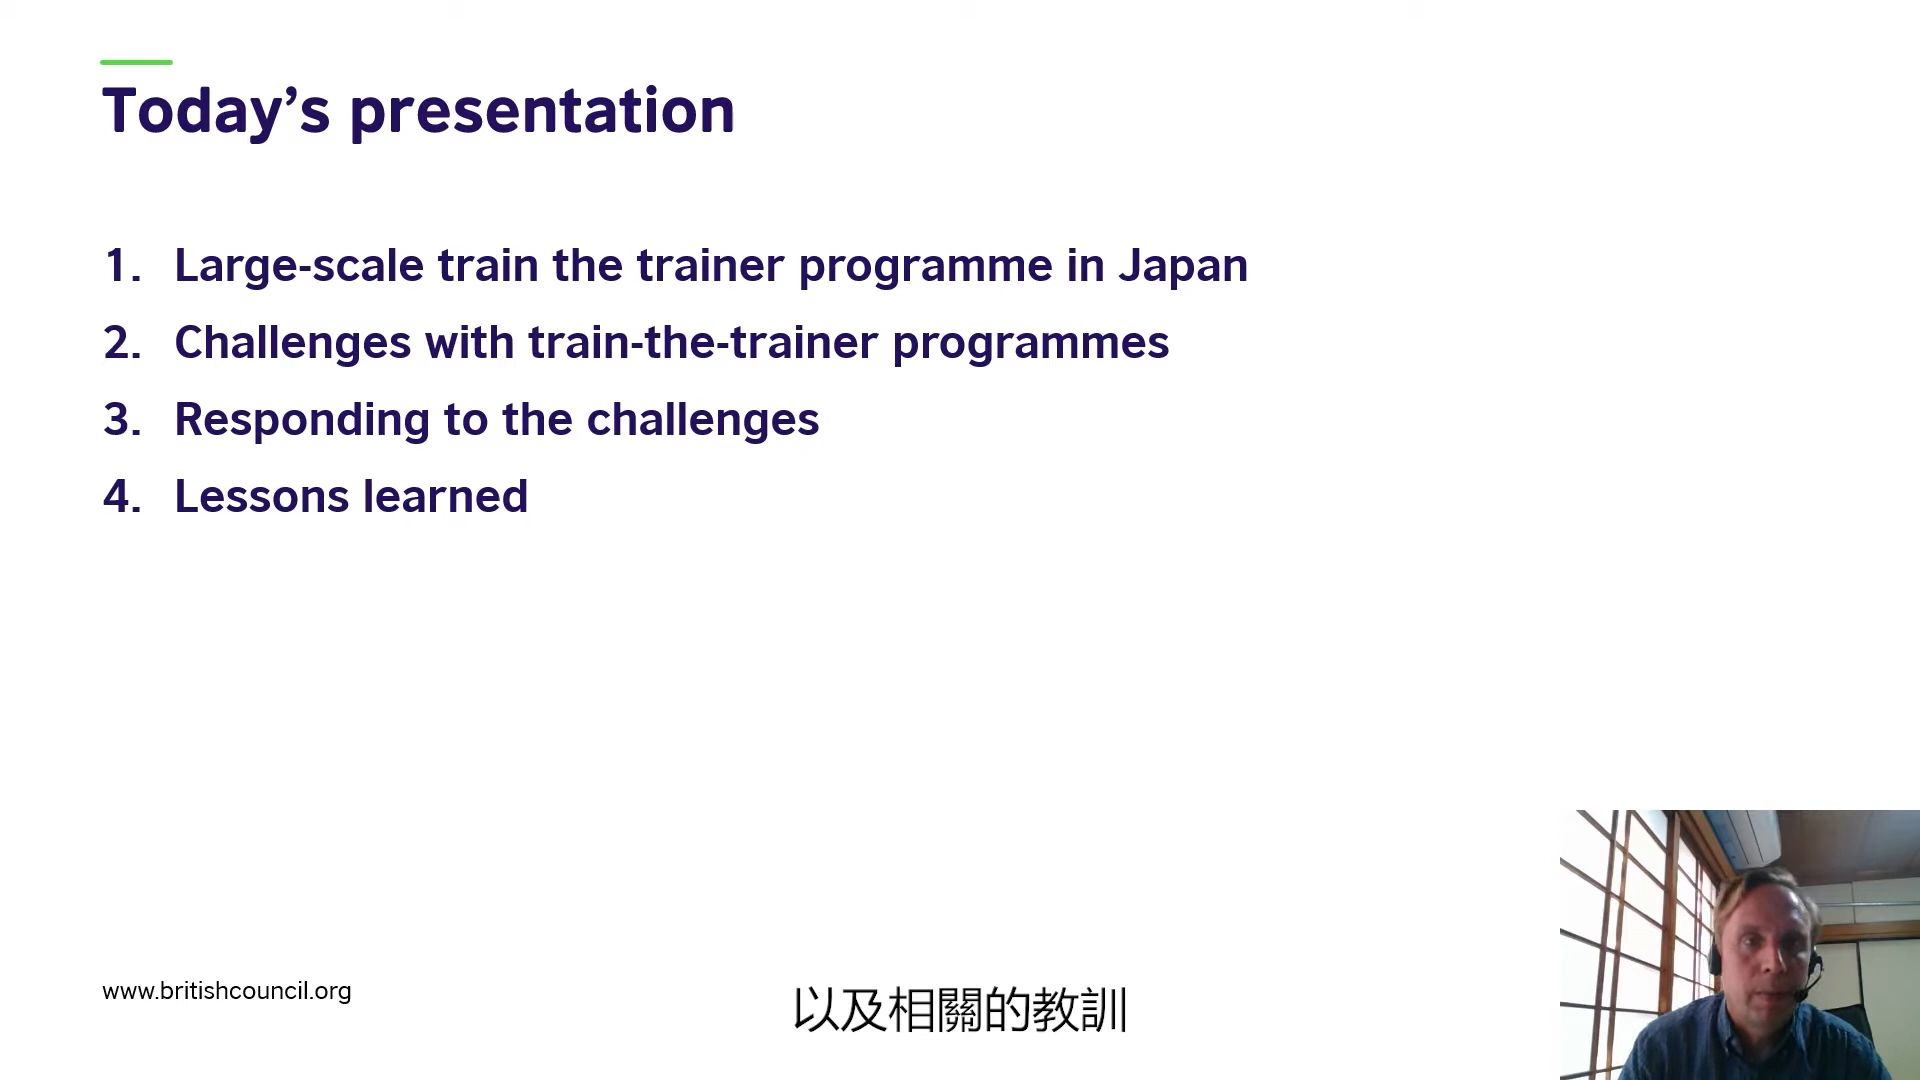 Today’s presentation
1. Large-scale train the trainer programme in Japan
2. Challenges with train-the-trainer programmes
3. Responding to the challenges
4. Lessons learned
www.britishcouncil.org
以及相關的教訓